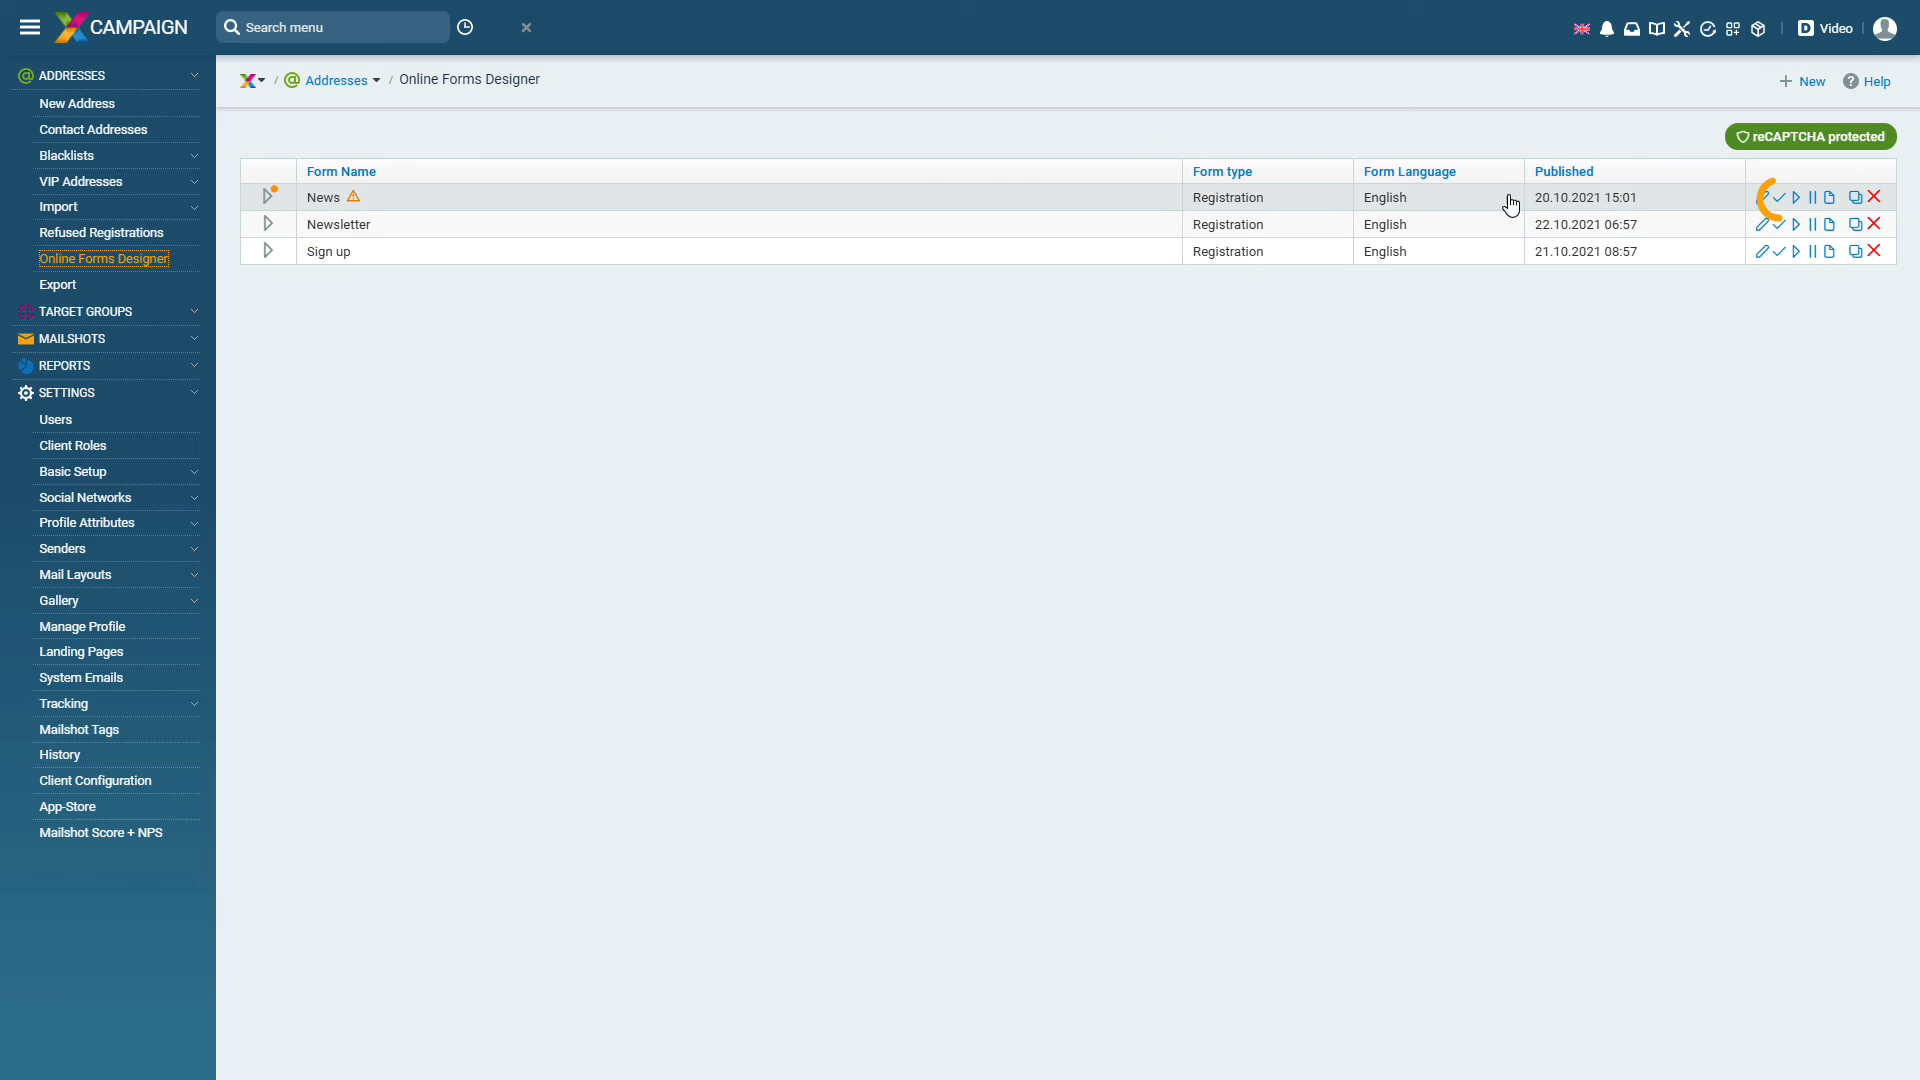 CAMPAIGN
Search menu
Video
ADDRESSES
New Address
Contact Addresses
Blacklists
VIP Addresses
Import
Refused Registrations
Online Forms Designer
Export
TARGET GROUPS
MAILSHOTS
REPORTS
SETTINGS
Users
Client Roles
Basic Setup
Social Networks
Profile Attributes
Senders
Mail Layouts
Gallery
Manage Profile
Landing Pages
System Emails
Tracking
Mailshot Tags
History
Client Configuration
App-Store
Mailshot Score + NPS
/ Addresses / Online Forms Designer
New Help
reCAPTCHA protected
Form Name Form type Form Language Published
News Registration English 20.10.2021 15:01
Newsletter Registration English 22.10.2021 06:57
Sign up Registration English 21.10.2021 08:57